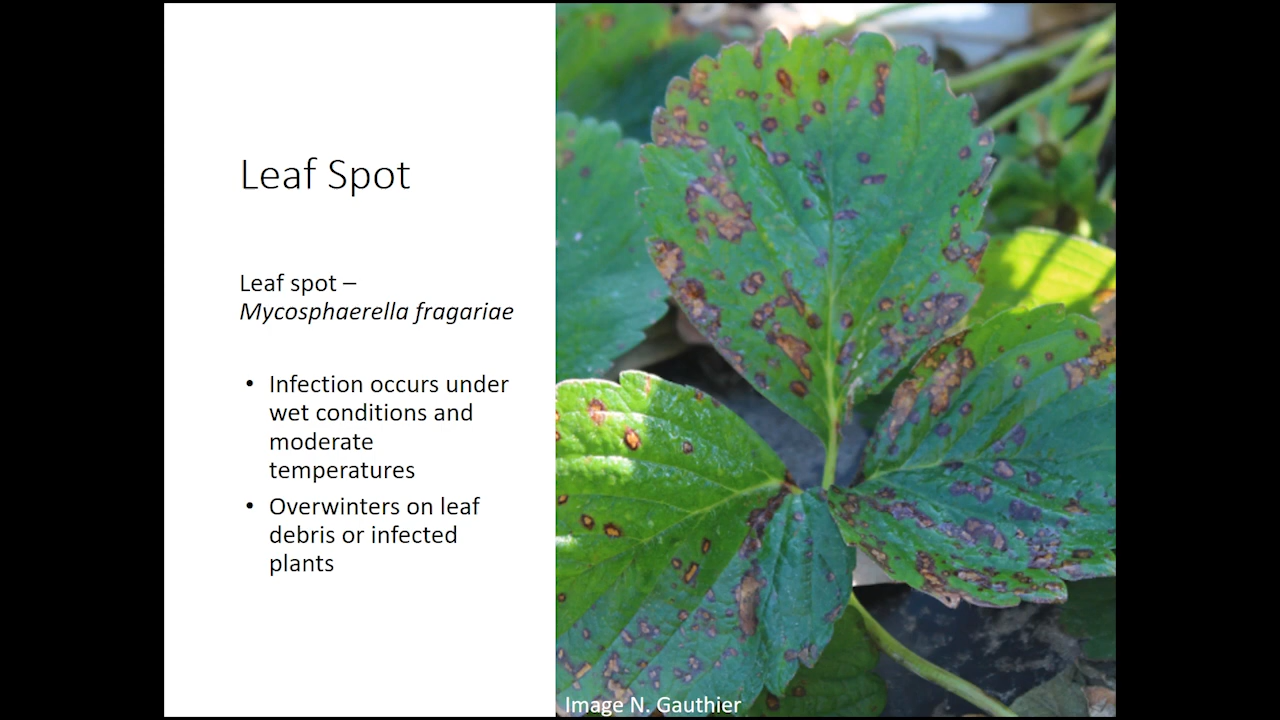 Leaf Spot
Leaf spot –
Mycosphaerella fragariae
• Infection occurs under
wet conditions and
moderate
temperatures
• Overwinters on leaf
debris or infected
plants
Image N. Gauthier